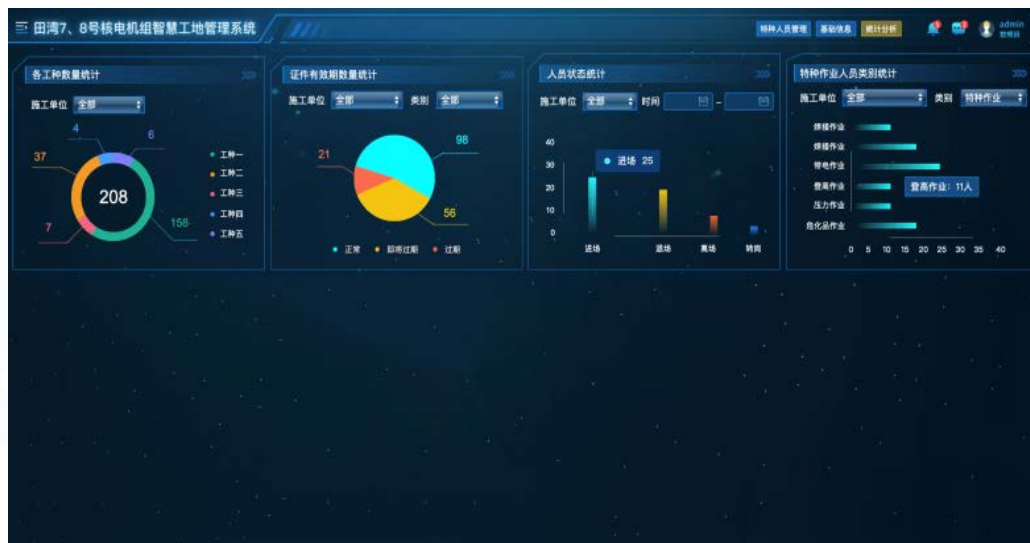 田湾7、8号核电机组智慧工地管理系统
特种人员管理 基础信息 统计分析
admin
管理员
各工种数量统计
施工单位 全部
4
6
37
208
7
158
工种一
工种二
工种三
工种四
工种五
证件有效期数量统计
施工单位 全部 类别 全部
98
21
56
正常 即将过期 过期
人员状态统计
施工单位 全部 时间 -
40
30
20
10
0
进场 25
进场 退场 离场 转岗
特种作业人员类别统计
施工单位 全部 类别 特种作业
焊接作业
焊接作业
带电作业
登高作业
压力作业
危化品作业
登高作业：11人
0 5 10 15 20 25 30 35 40